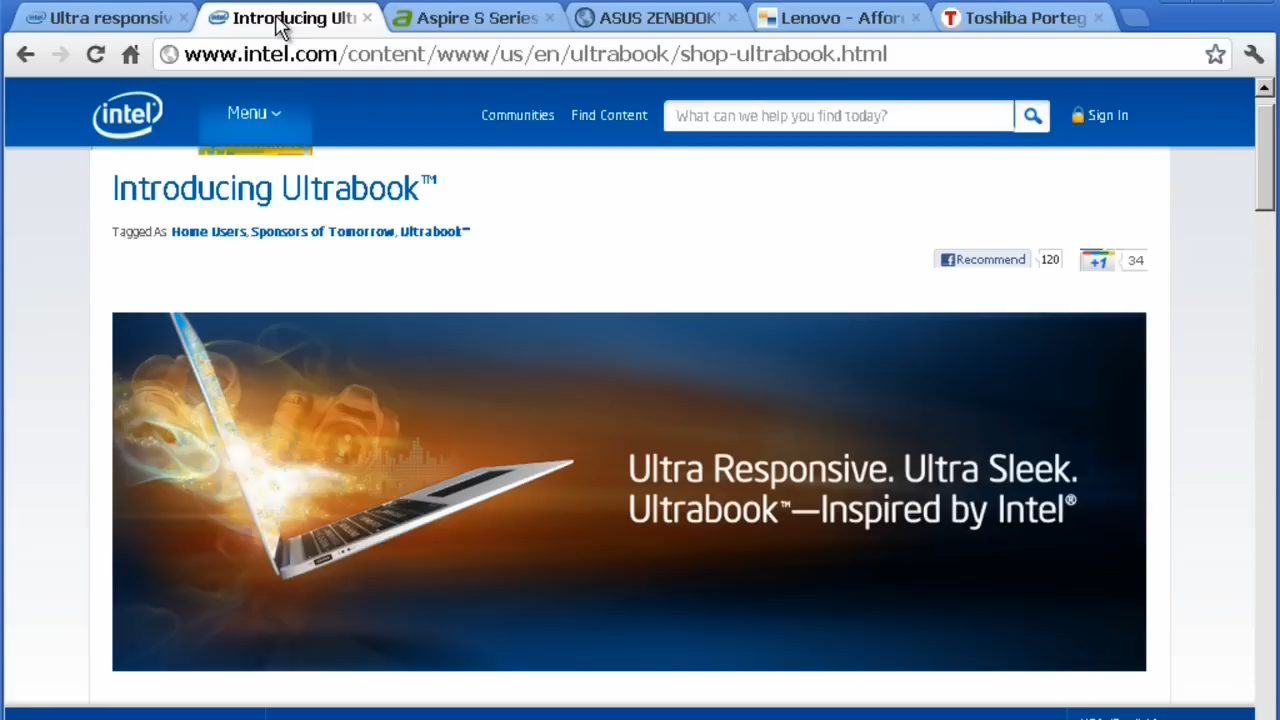 Ultra responsiv
Introducing Ultr
Aspire S Series
ASUS ZENBOOK
Lenovo - Affor
Toshiba Porteg
www.intel.com/content/www/us/en/ultrabook/shop-ultrabook.html
intel
Menu
Communities
Find Content
What can we help you find today?
Sign In
Introducing Ultrabook™
Tagged As Home Users, Sponsors of Tomorrow, Ultrabook™
Recommend 120
+1 34
Ultra Responsive. Ultra Sleek.
Ultrabook™—Inspired by Intel®